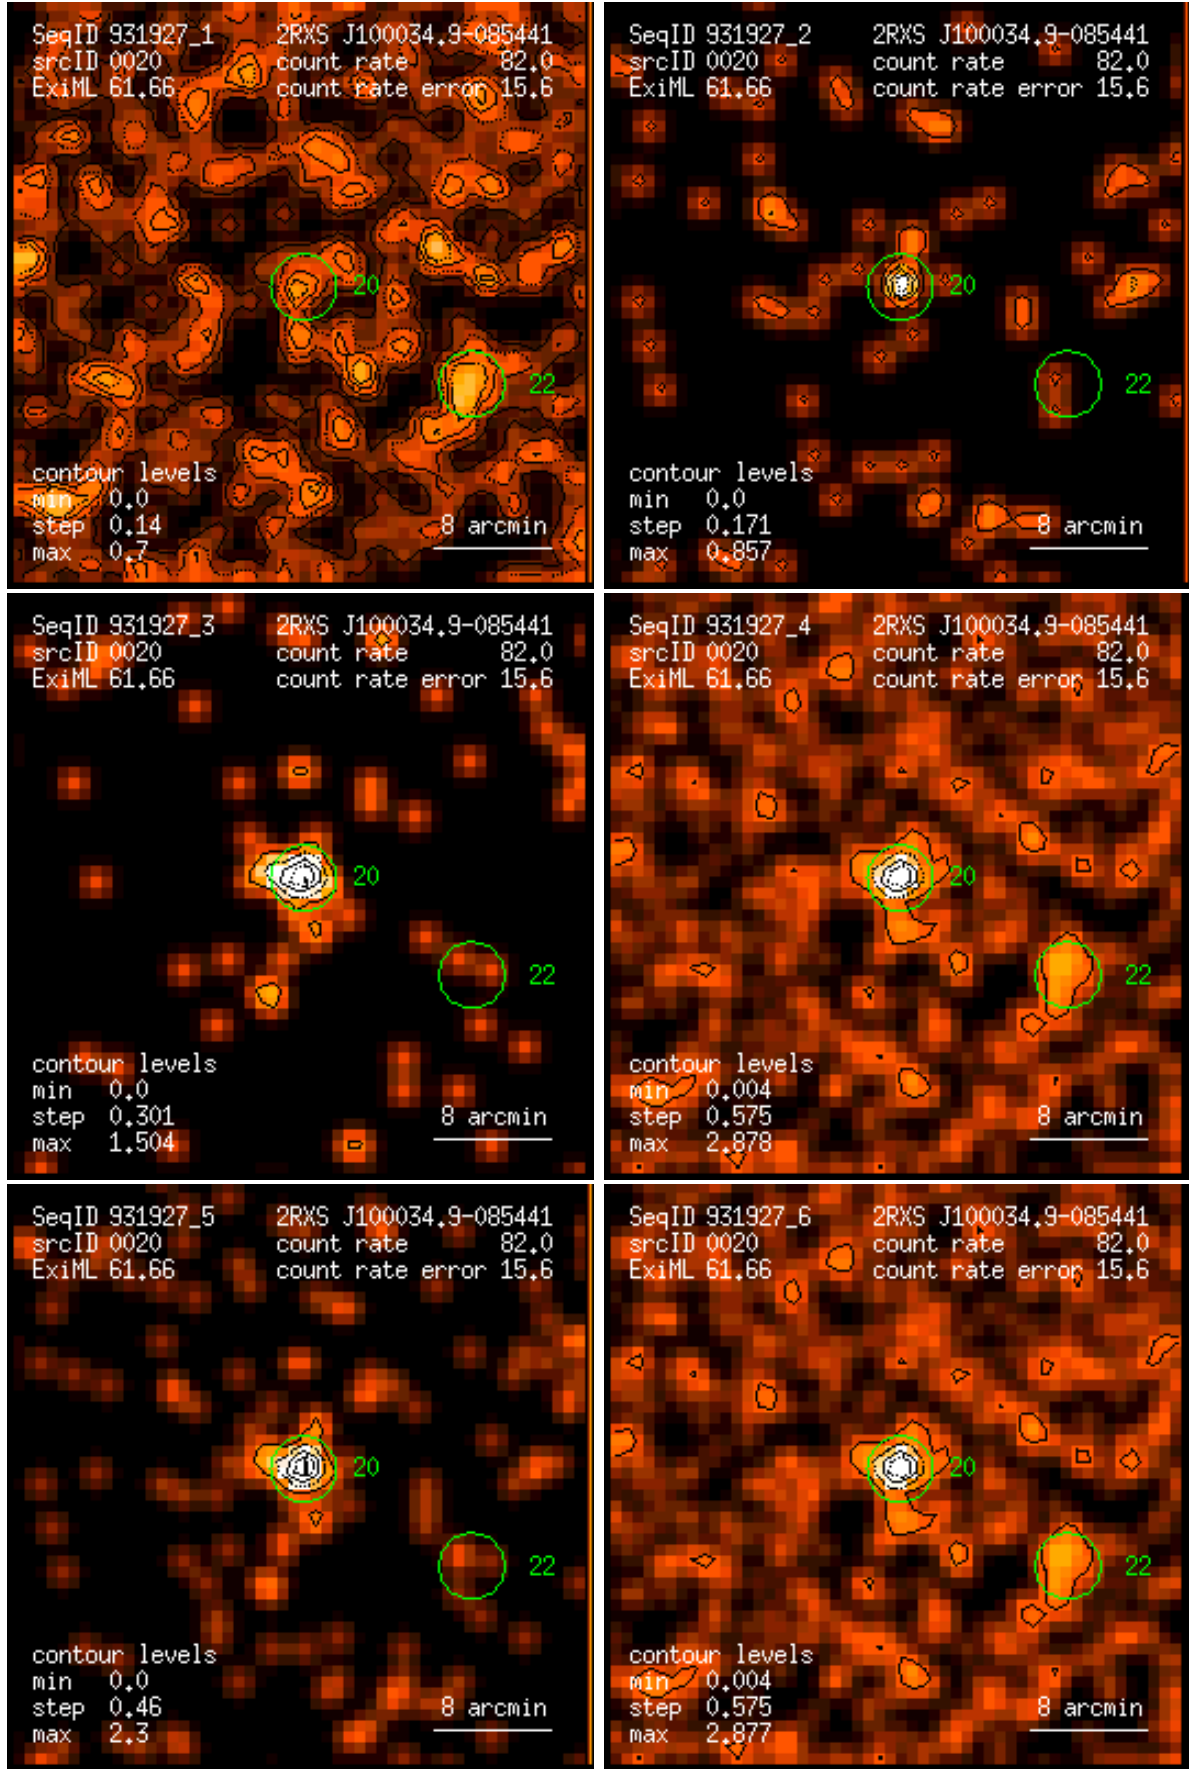 SeqID 931927_1 2RXS J100034.9-085441
srcID 0020 count rate 82.0
ExiML 61.66 count rate error 15.6
20
22
contour levels
min 0.0
step 0.14 8 arcmin
max 0.7
SeqID 931927_2 2RXS J100034.9-085441
srcID 0020 count rate 82.0
ExiML 61.66 count rate error 15.6
20
22
contour levels
min 0.0
step 0.171 8 arcmin
max 0.857
SeqID 931927_3 2RXS J100034.9-085441
srcID 0020 count rate 82.0
ExiML 61.66 count rate error 15.6
20
22
contour levels
min 0.0
step 0.301 8 arcmin
max 1.504
SeqID 931927_4 2RXS J100034.9-085441
srcID 0020 count rate 82.0
ExiML 61.66 count rate error 15.6
20
22
contour levels
min 0.004
step 0.575 8 arcmin
max 2.878
SeqID 931927_5 2RXS J100034.9-085441
srcID 0020 count rate 82.0
ExiML 61.66 count rate error 15.6
20
22
contour levels
min 0.0
step 0.46 8 arcmin
max 2.3
SeqID 931927_6 2RXS J100034.9-085441
srcID 0020 count rate 82.0
ExiML 61.66 count rate error 15.6
20
22
contour levels
min 0.004
step 0.575 8 arcmin
max 2.877